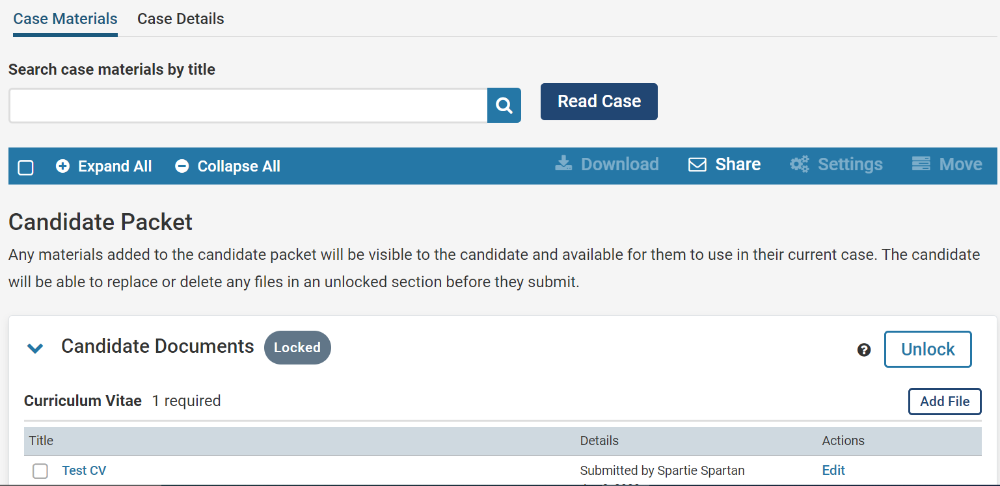 Case Materials Case Details
Search case materials by title
Read Case
Expand All Collapse All Download Share Settings Move
Candidate Packet
Any materials added to the candidate packet will be visible to the candidate and available for them to use in their current case. The candidate
will be able to replace or delete any files in an unlocked section before they submit.
Candidate Documents Locked Unlock
Curriculum Vitae 1 required Add File
Title Details Actions
Test CV Submitted by Spartie Spartan Edit